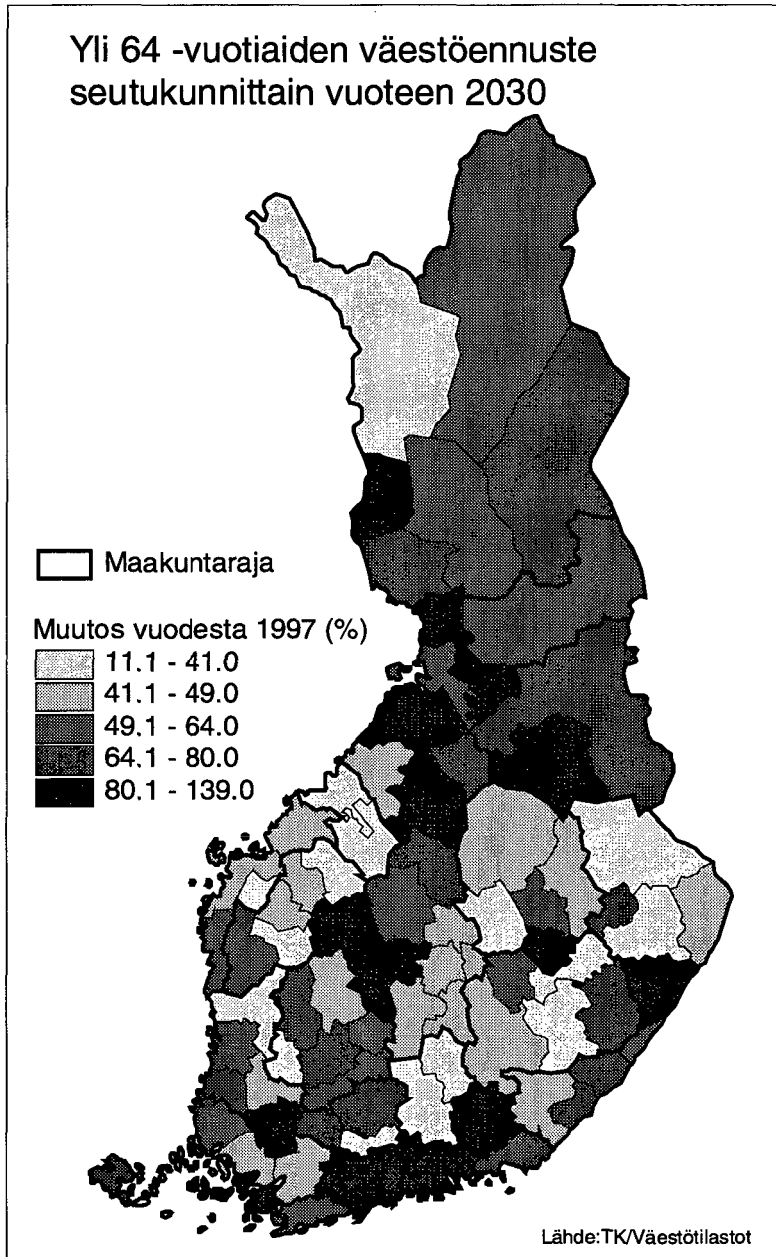 Yli 64 -vuotiaiden väestöennuste
seutukunnittain vuoteen 2030
Maakuntaraja
Muutos vuodesta 1997 (%)
11.1 - 41.0
41.1 - 49.0
49.1 - 64.0
64.1 - 80.0
80.1 - 139.0
Lähde:TK/Väestötilastot